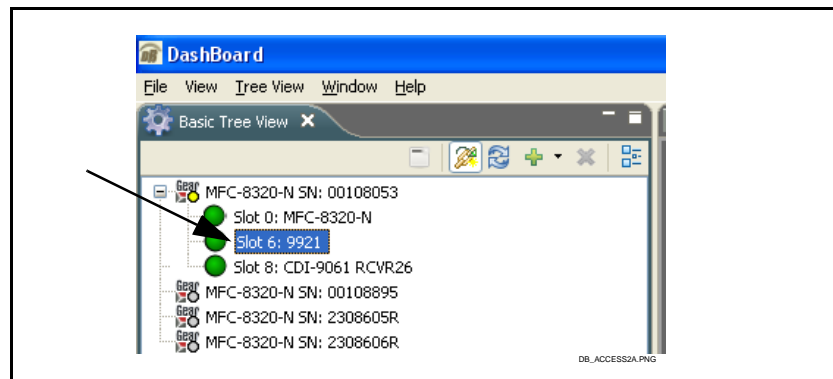 DashBoard
File View Tree View Window Help
Basic Tree View
MFC-8320-N SN: 00108053
Slot 0: MFC-8320-N
Slot 6: 9921
Slot 8: CDI-9061 RCVR26
MFC-8320-N SN: 00108895
MFC-8320-N SN: 2308605R
MFC-8320-N SN: 2308606R
DB_ACCESS2A.PNG